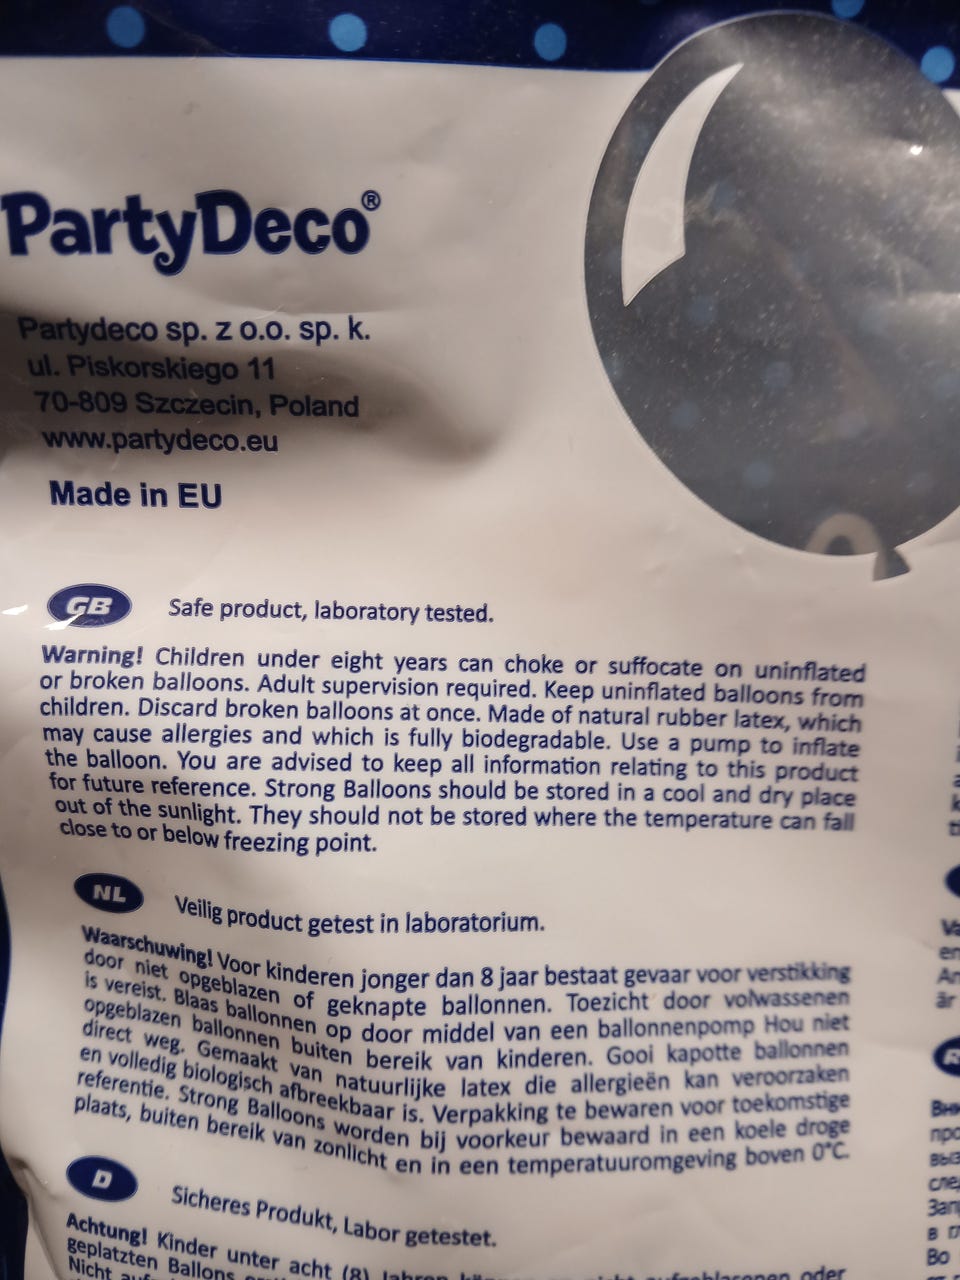 PartyDeco®
Partydeco sp. z o.o. sp. k.
ul. Piskorskiego 11
70-809 Szczecin, Poland
www.partydeco.eu
Made in EU
GB Safe product, laboratory tested.
Warning! Children under eight years can choke or suffocate on uninflated
or broken balloons. Adult supervision required. Keep uninflated balloons from
children. Discard broken balloons at once. Made of natural rubber latex, which
may cause allergies and which is fully biodegradable. Use a pump to inflate
the balloon. You are advised to keep all information relating to this product
for future reference. Strong Balloons should be stored in a cool and dry place
out of the sunlight. They should not be stored where the temperature can fall
close to or below freezing point.
NL Veilig product getest in laboratorium.
Waarschuwing! Voor kinderen jonger dan 8 jaar bestaat gevaar voor verstikking
door niet opgeblazen of geknapte ballonnen. Toezicht door volwassenen
is vereist. Blaas ballonnen op door middel van een ballonnenpomp Hou niet
opgeblazen ballonnen buiten bereik van kinderen. Gooi kapotte ballonnen
direct weg. Gemaakt van natuurlijke latex die allergieën kan veroorzaken
en volledig biologisch afbreekbaar is. Verpakking te bewaren voor toekomstige
referentie. Strong Balloons worden bij voorkeur bewaard in een koele droge
plaats, buiten bereik van zonlicht en in een temperatuuromgeving boven 0°C.
D Sicheres Produkt, Labor getestet.
Achtung! Kinder unter acht (8) Jahren nicht aufgeblasenen oder
geplatzten Ballons
Nicht